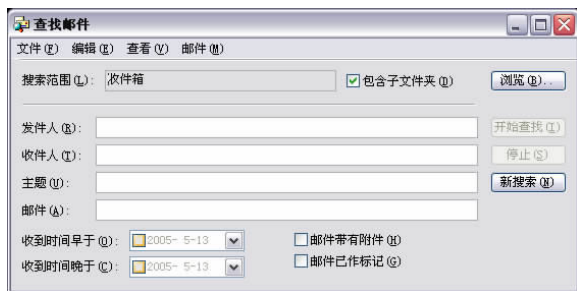 查找邮件
文件(F) 编辑(E) 查看(V) 邮件(M)
搜索范围(L): 收件箱 包含子文件夹(D) 浏览(B)..
发件人(R): 开始查找(I)
收件人(T): 停止(S)
主题(U): 新搜索(N)
邮件(A):
收到时间早于(O): 2005- 5-13 邮件带有附件(H)
收到时间晚于(C): 2005- 5-13 邮件已作标记(G)